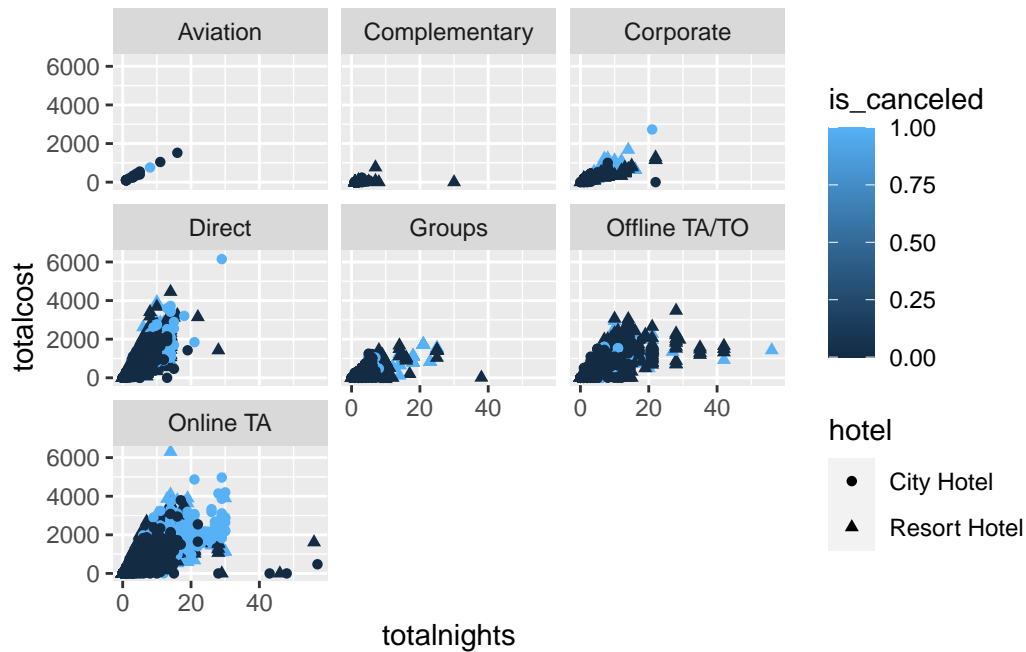 Aviation
Complementary
Corporate
6000
4000
2000
0
Direct
Groups
Offline TA/TO
6000
4000
2000
0
0 20 40
0 20 40
Online TA
6000
4000
2000
0
0 20 40
totalnights
totalcost
is_canceled
1.00
0.75
0.50
0.25
0.00
hotel
City Hotel
Resort Hotel